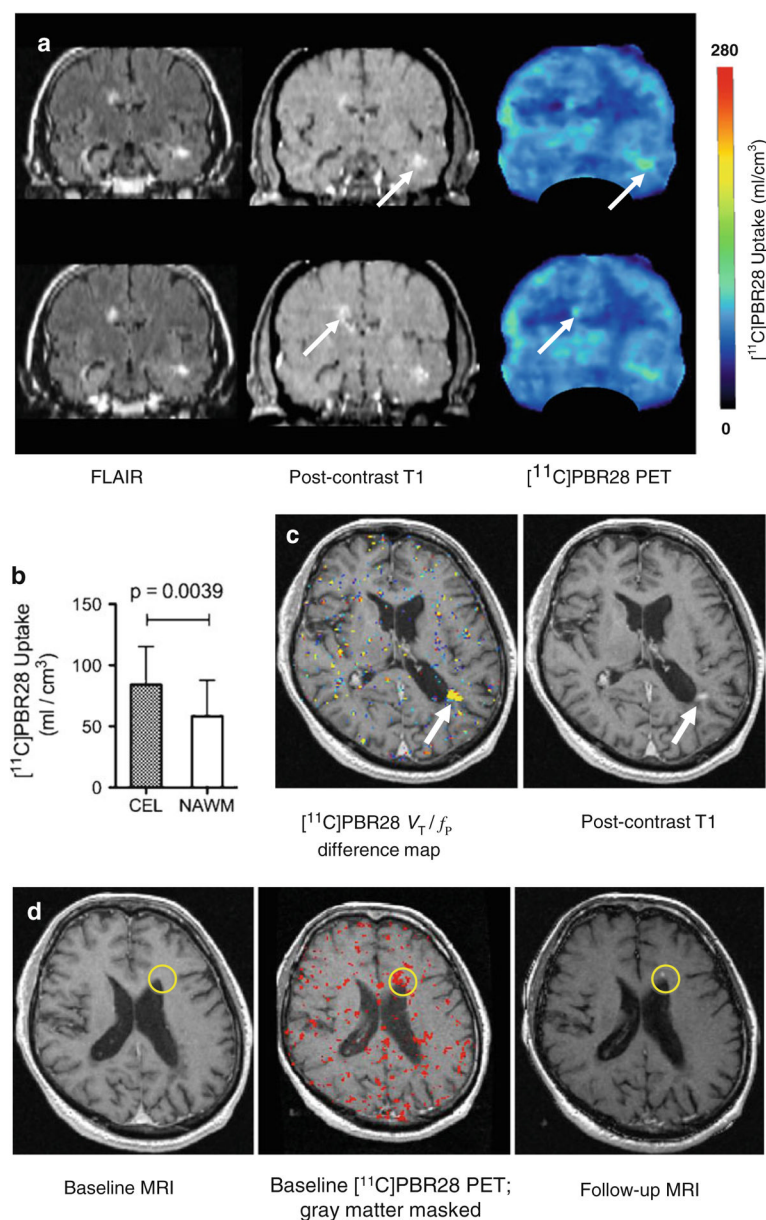 a
280
[¹¹C]PBR28 Uptake (ml/cm³)
0
FLAIR
Post-contrast T1
[¹¹C]PBR28 PET
b
p = 0.0039
[¹¹C]PBR28 Uptake
(ml / cm³)
150
100
50
0
CEL
NAWM
c
[¹¹C]PBR28 V_T / f_P
difference map
Post-contrast T1
d
Baseline MRI
Baseline [¹¹C]PBR28 PET;
gray matter masked
Follow-up MRI